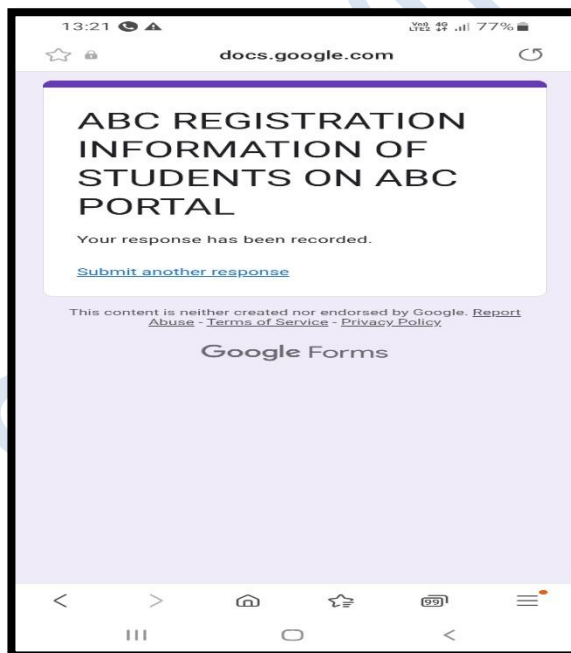 13:21 77%
docs.google.com
ABC REGISTRATION
INFORMATION OF
STUDENTS ON ABC
PORTAL
Your response has been recorded.
Submit another response
This content is neither created nor endorsed by Google. Report
Abuse - Terms of Service - Privacy Policy
Google Forms
99